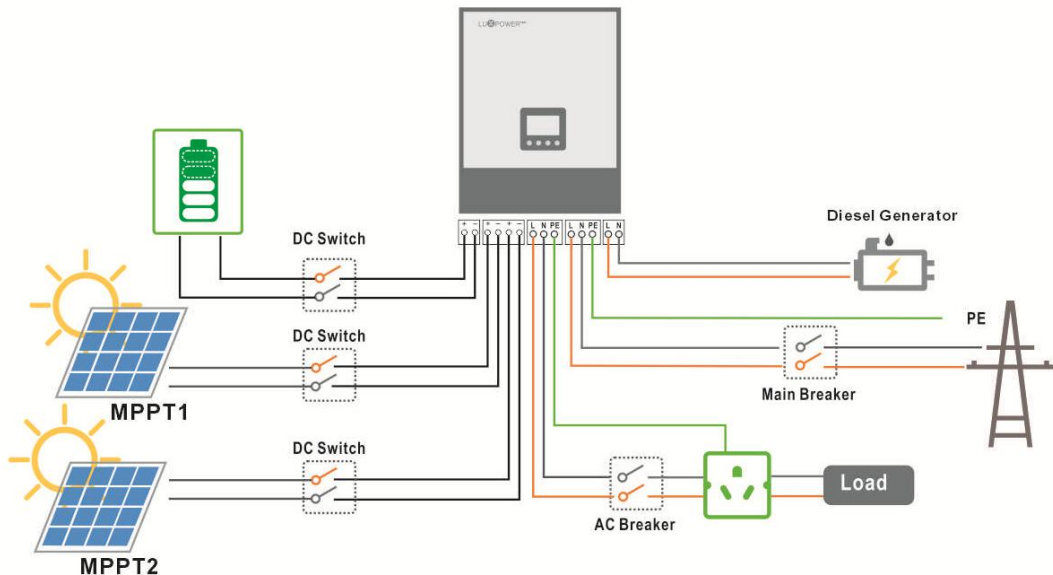 LUXPOWER
+ − + − + − L N PE L N PE L N
Diesel Generator
DC Switch
DC Switch
PE
MPPT1
Main Breaker
DC Switch
Load
AC Breaker
MPPT2